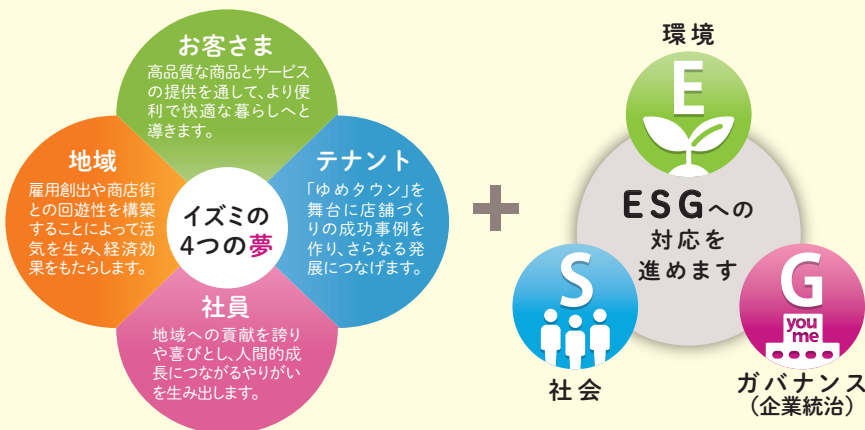 お客さま
高品質な商品とサービス
の提供を通して、より便
利で快適な暮らしへと
導きます。
地域
雇用創出や商店街
との回遊性を構築
することによって活
気を生み、経済効
果をもたらします。
イズミの
4つの夢
テナント
「ゆめタウン」を
舞台に店舗づく
りの成功事例を
作り、さらなる発
展につなげます。
社員
地域への貢献を誇り
や喜びとし、人間的成
長につながるやりがい
を生み出します。
+
環境
E
ESGへの
対応を
進めます
S
社会
G
you
me
ガバナンス
(企業統治)